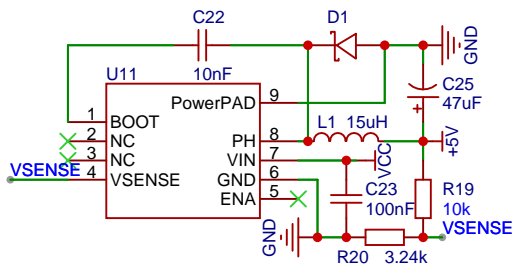 C22
10nF
D1
GND
U11
PowerPAD 9
C25
47uF
1 BOOT
2 NC
3 NC
4 VSENSE
VSENSE
PH 8
VIN 7
GND 6
ENA 5
L1 15uH
+5V
VCC
C23
100nF
R19
10k
VSENSE
GND
R20 3.24k
+